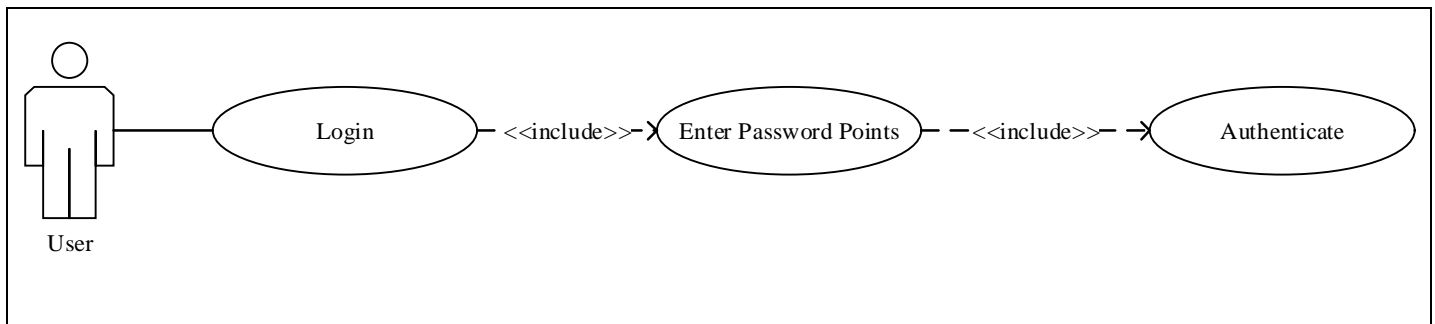 Login
<<include>>
Enter Password Points
<<include>>
Authenticate
User